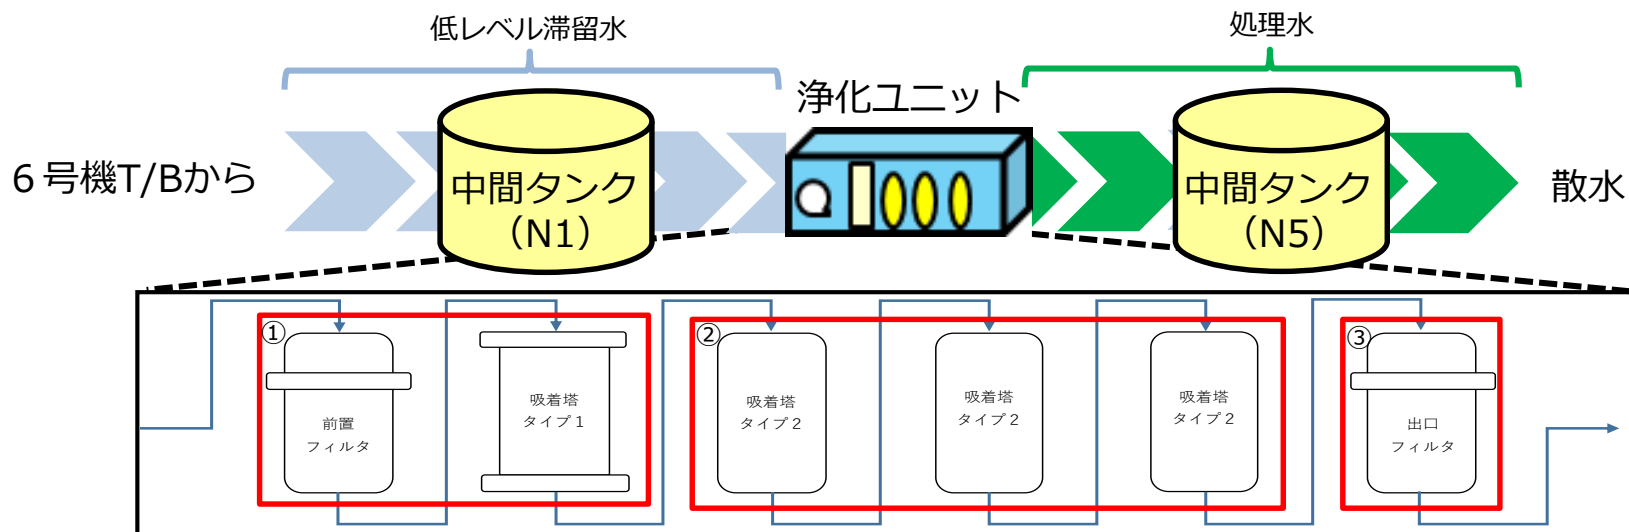 低レベル滞留水
処理水
浄化ユニット
６号機T/Bから
中間タンク
（N1）
中間タンク
（N5）
散水
①
前置
フィルタ
吸着塔
タイプ１
②
吸着塔
タイプ２
吸着塔
タイプ２
吸着塔
タイプ２
③
出口
フィルタ